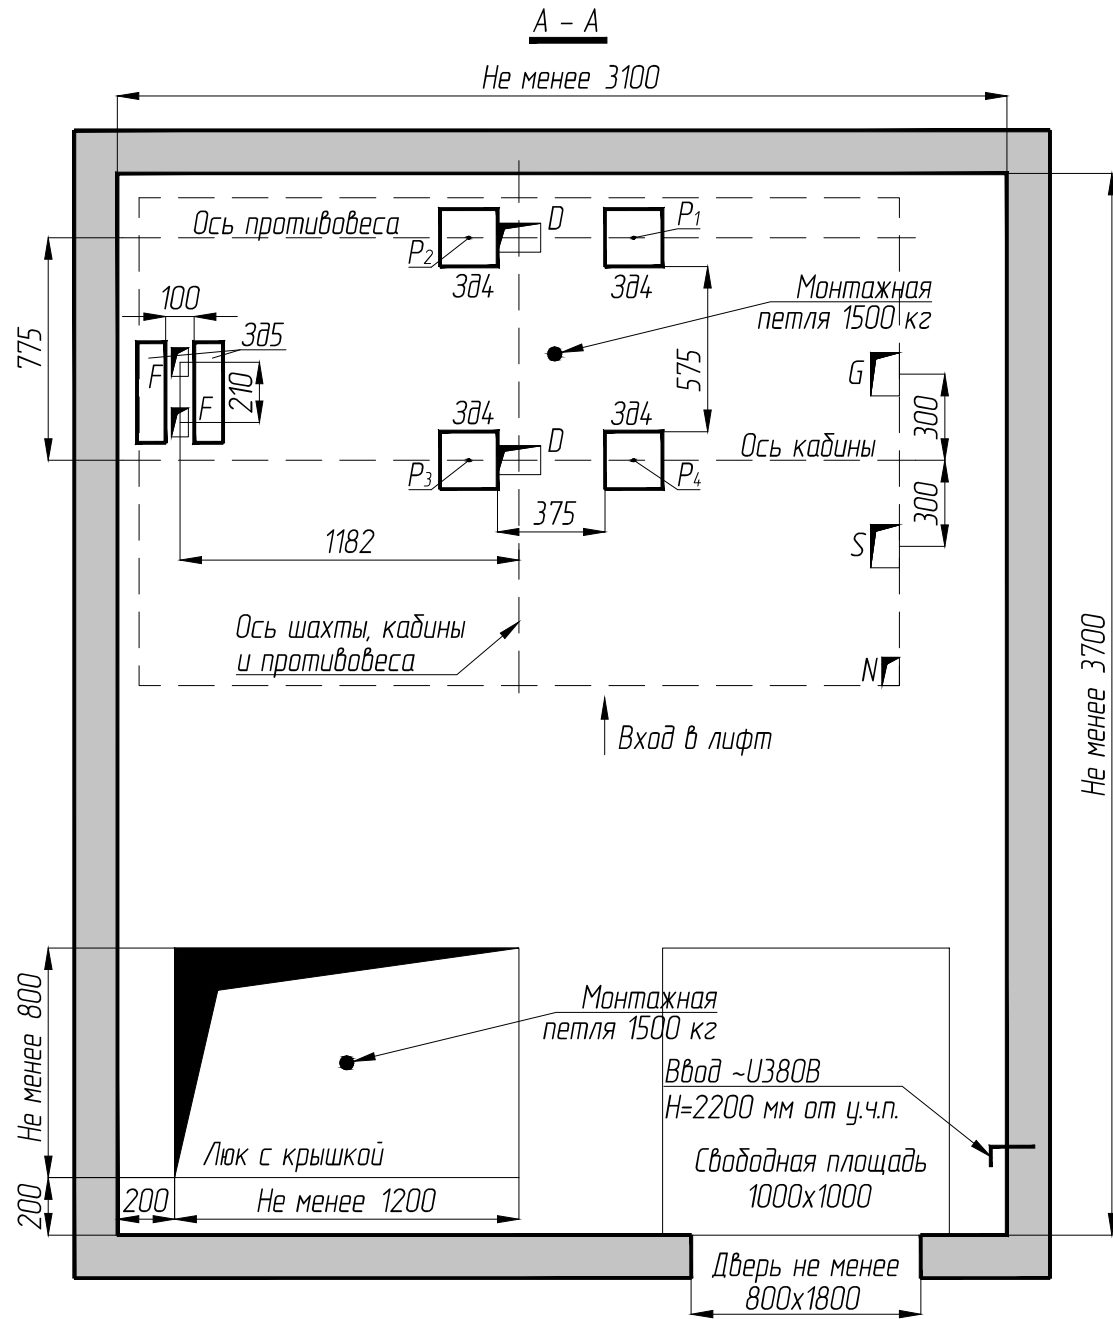 А – А
Не менее 3100
Ось противовеса
P2
D
P1
Зд4
Зд4
Монтажная
петля 1500 кг
100
Зд5
775
F
F
210
575
G
300
Зд4
Зд4
D
Ось кабины
P3
P4
375
300
1182
S
Ось шахты, кабины
и противовеса
N
Вход в лифт
Не менее 3700
Не менее 800
Монтажная
петля 1500 кг
Ввод ~U380В
Н=2200 мм от у.ч.п.
Люк с крышкой
Свободная площадь
1000х1000
200
200
Не менее 1200
Дверь не менее
800х1800